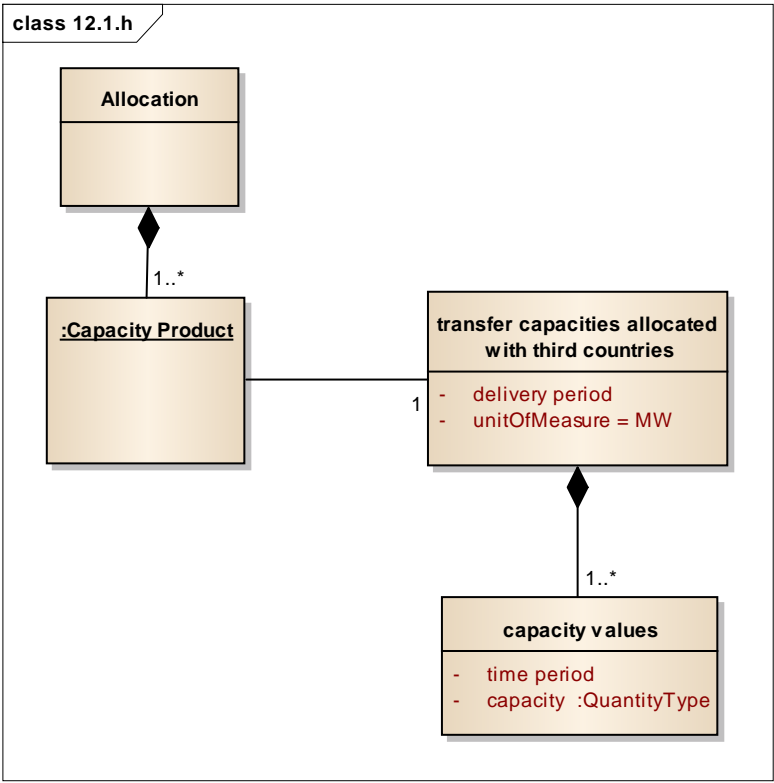 class 12.1.h
Allocation
1..*
:Capacity Product
1
transfer capacities allocated
with third countries
- delivery period
- unitOfMeasure = MW
1..*
capacity values
- time period
- capacity :QuantityType